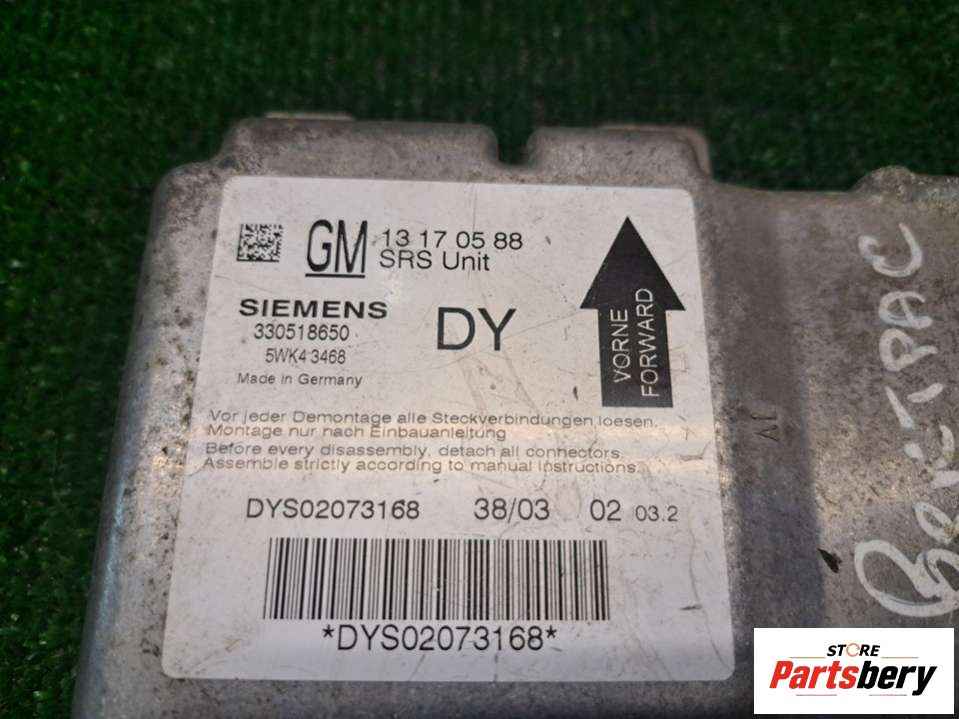 GM 13 17 05 88
SRS Unit
SIEMENS
330518650
5WK4 3468
Made in Germany
DY
VORNE
FORWARD
Vor jeder Demontage alle Steckverbindungen loesen.
Montage nur nach Einbauanleitung
Before every disassembly, detach all connectors.
Assemble strictly according to manual instructions.
DYS02073168 38/03 02 03.2
*DYS02073168*
STORE
Partsbery